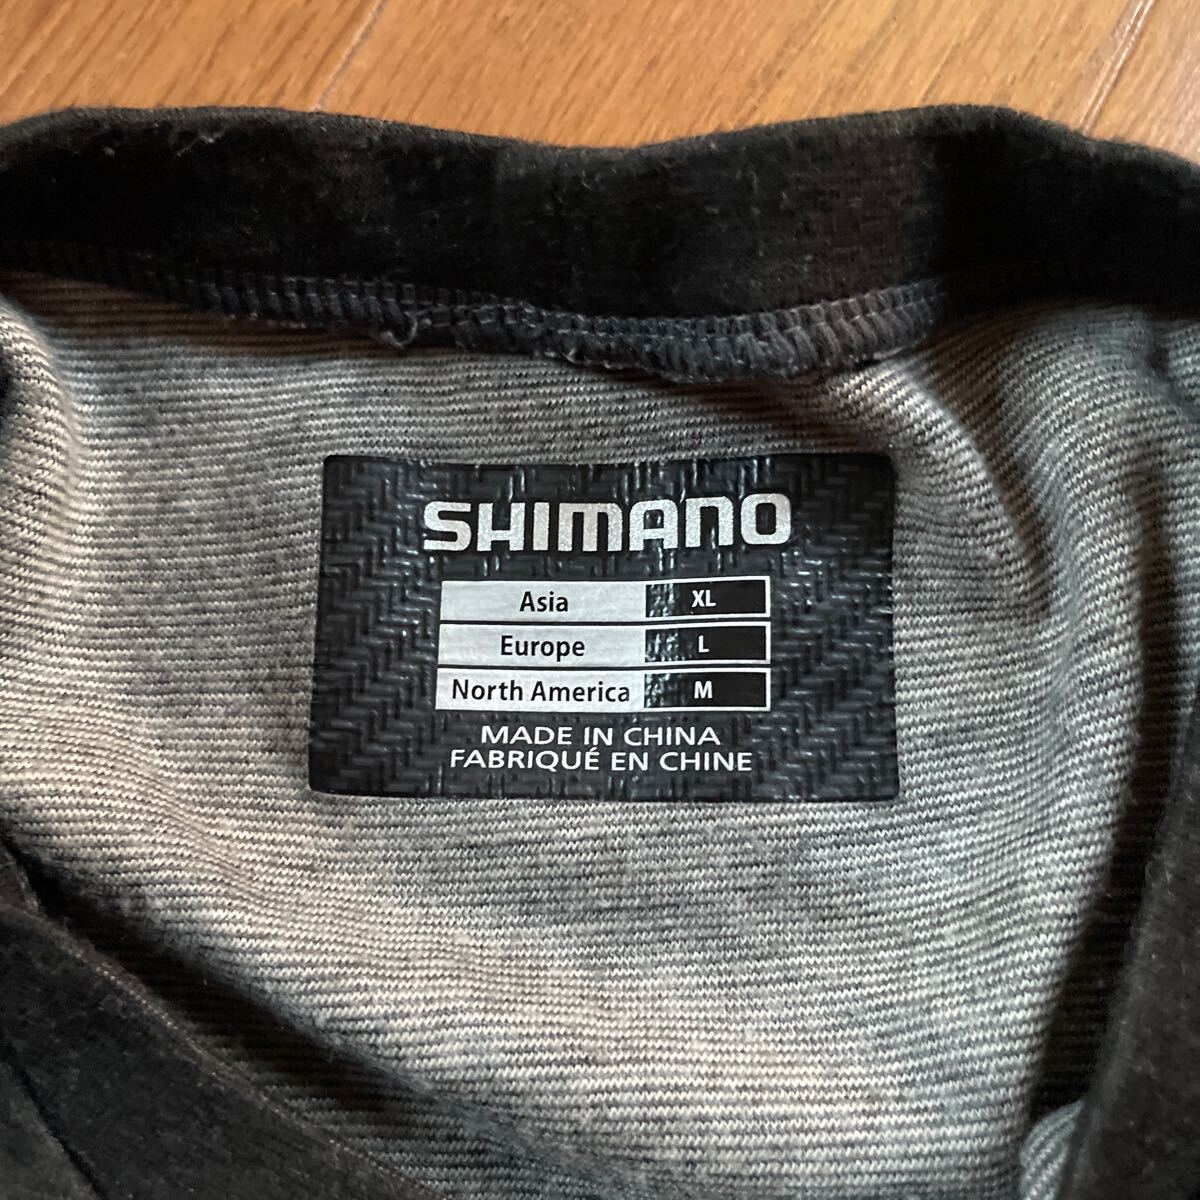 SHIMANO
Asia XL
Europe L
North America M
MADE IN CHINA
FABRIQUÉ EN CHINE